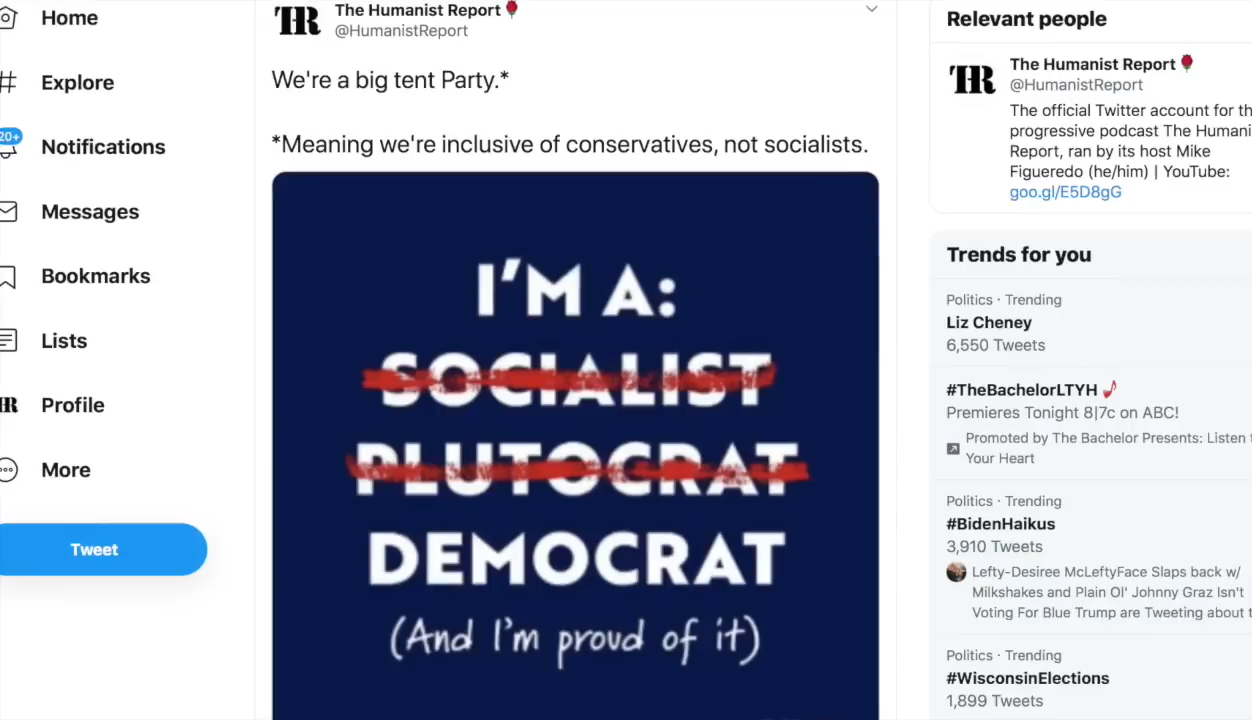 Home
Explore
20+
Notifications
Messages
Bookmarks
Lists
Profile
More
Tweet
The Humanist Report🌹
@HumanistReport
We're a big tent Party.*
*Meaning we're inclusive of conservatives, not socialists.
I'M A:
SOCIALIST
PLUTOCRAT
DEMOCRAT
(And I'm proud of it)
Relevant people
HR
The Humanist Report🌹
@HumanistReport
The official Twitter account for th
progressive podcast The Humani
Report, ran by its host Mike
Figueredo (he/him) | YouTube:
goo.gl/E5D8gG
Trends for you
Politics · Trending
Liz Cheney
6,550 Tweets
#TheBachelorLTYH
Premieres Tonight 8|7c on ABC!
Promoted by The Bachelor Presents: Listen t
Your Heart
Politics · Trending
#BidenHaikus
3,910 Tweets
Lefty-Desiree McLeftyFace Slaps back w/
Milkshakes and Plain Ol' Johnny Graz Isn't
Voting For Blue Trump are Tweeting about t
Politics · Trending
#WisconsinElections
1,899 Tweets